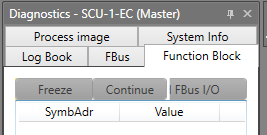 Diagnostics - SCU-1-EC (Master)
Process image System Info
Log Book FBus Function Block
Freeze Continue FBus I/O
SymbAdr Value